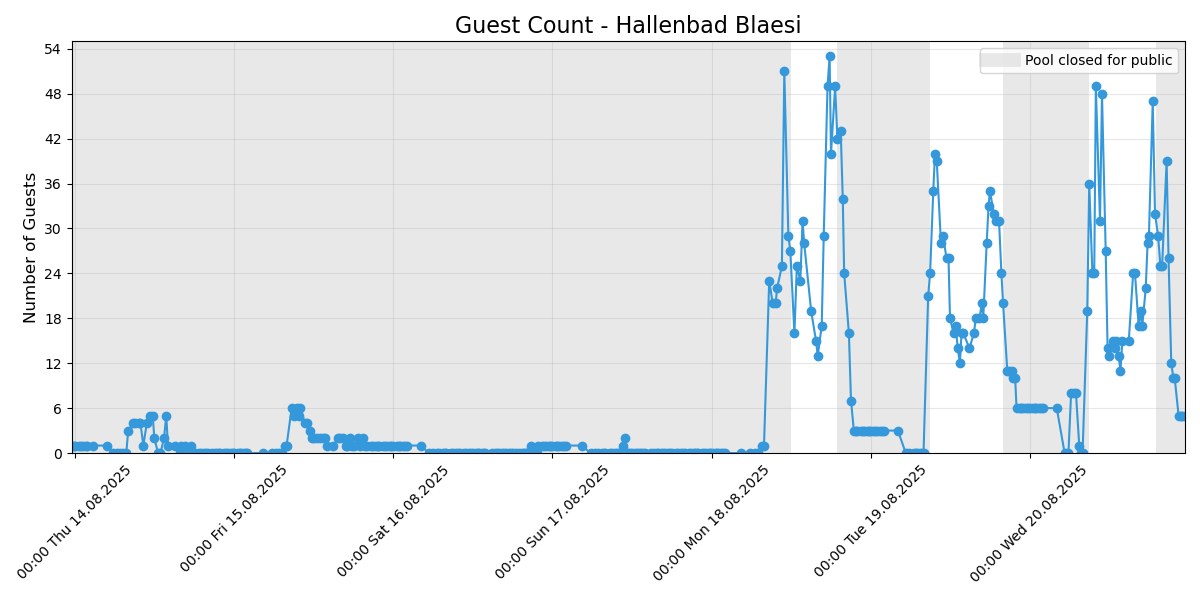 Guest Count - Hallenbad Blaesi
Pool closed for public
Number of Guests
54
48
42
36
30
24
18
12
6
0
00:00 Thu 14.08.2025
00:00 Fri 15.08.2025
00:00 Sat 16.08.2025
00:00 Sun 17.08.2025
00:00 Mon 18.08.2025
00:00 Tue 19.08.2025
00:00 Wed 20.08.2025